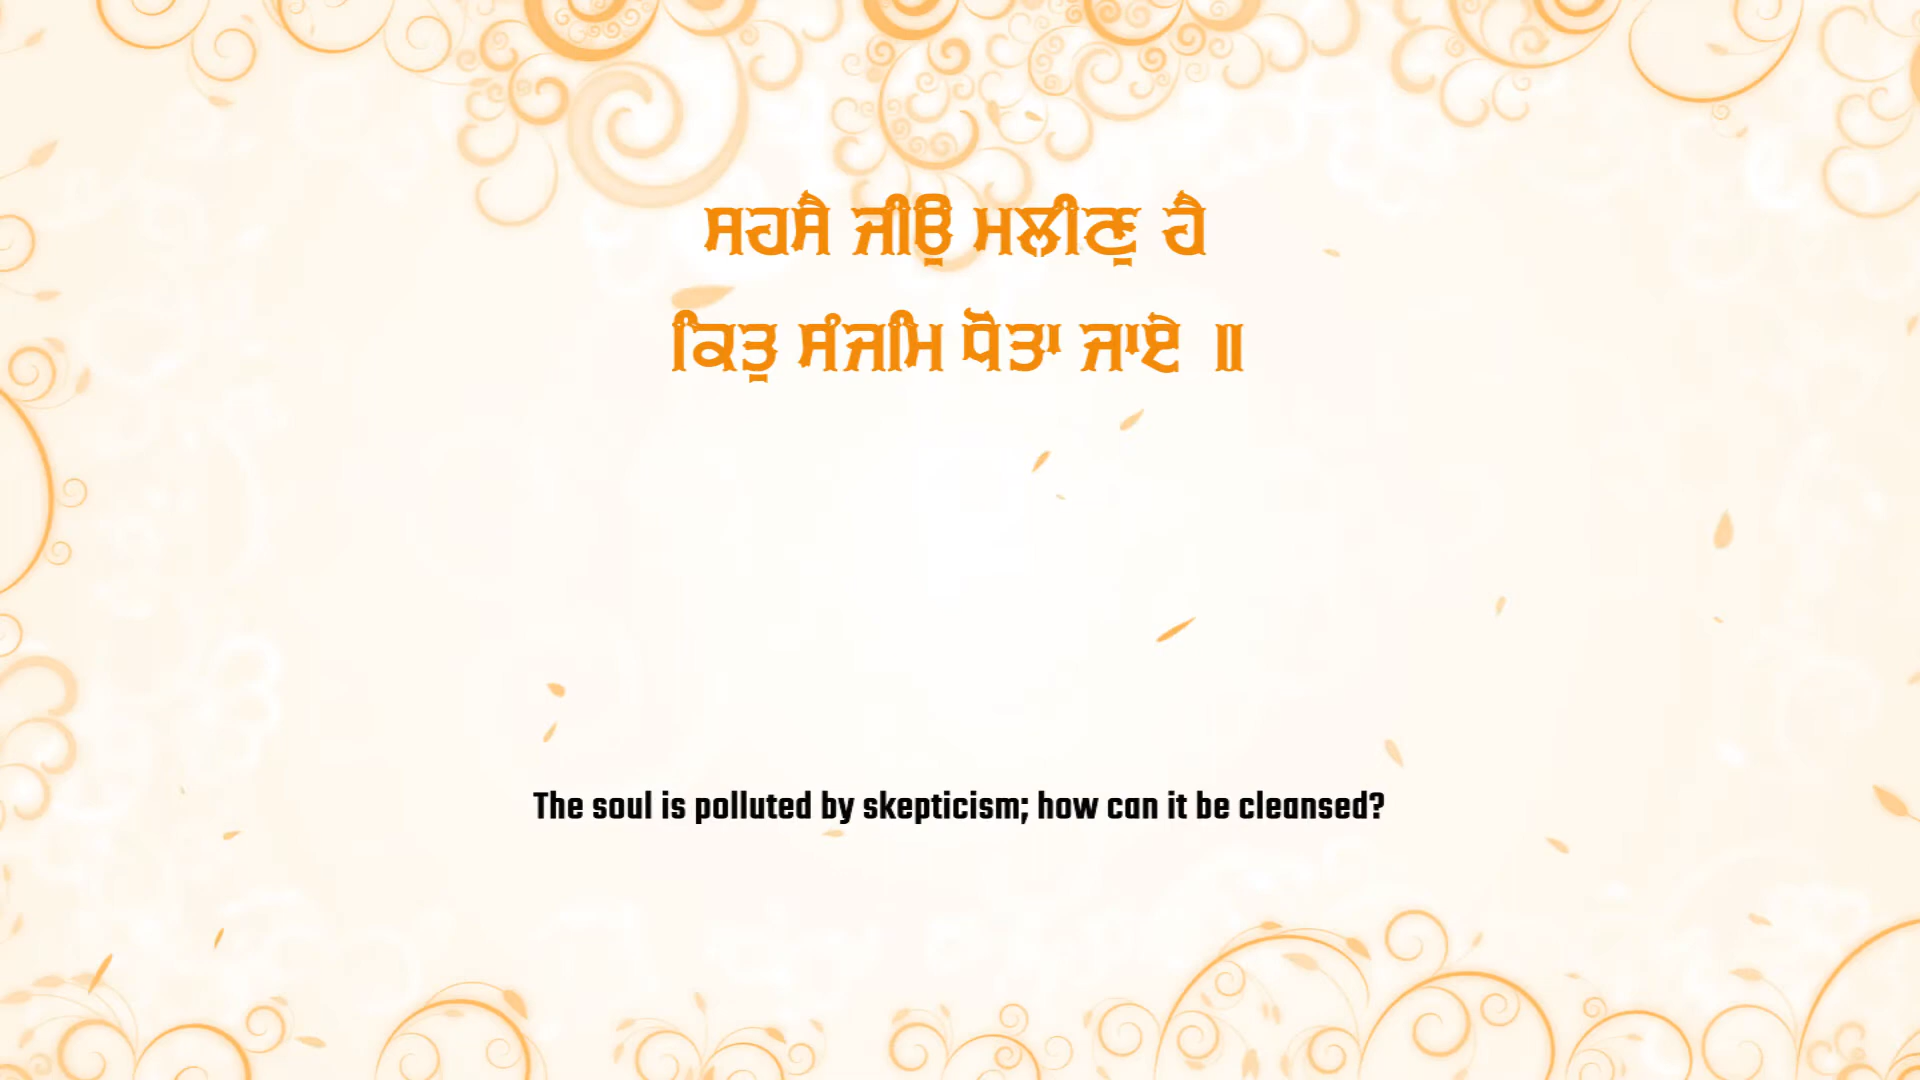 ਸਹਸੈ ਜੀਉ ਮਲੀਣੁ ਹੈ
ਕਿਤੁ ਸੰਜਮਿ ਧੋਤਾ ਜਾਏ ॥
The soul is polluted by skepticism; how can it be cleansed?